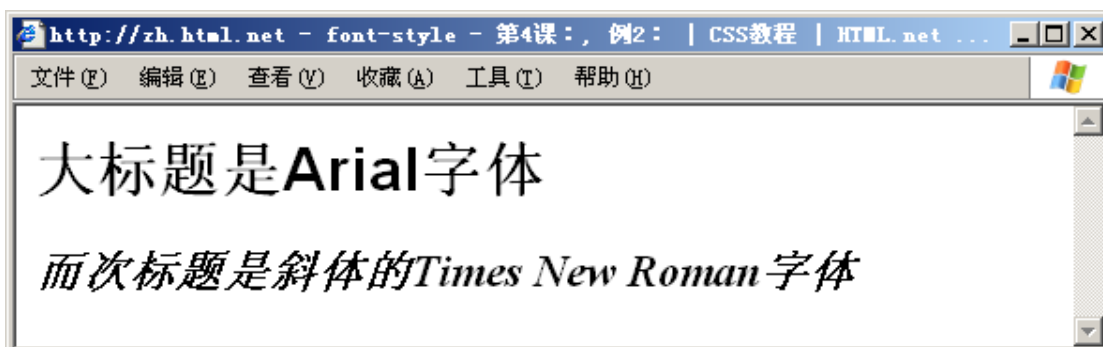 http://zh.html.net - font-style - 第4课：, 例2： | CSS教程 | HTML.net ...
文件(F) 编辑(E) 查看(V) 收藏(A) 工具(T) 帮助(H)
大标题是Arial字体
而次标题是斜体的Times New Roman字体